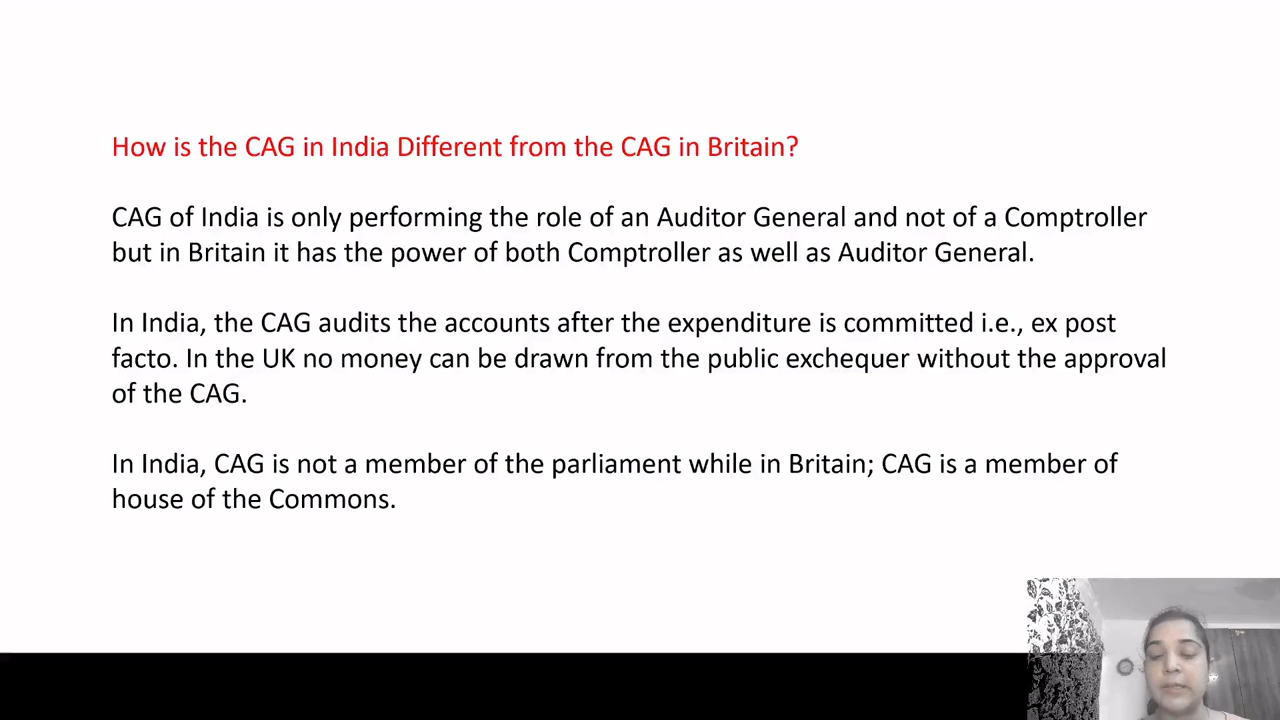 How is the CAG in India Different from the CAG in Britain?
CAG of India is only performing the role of an Auditor General and not of a Comptroller
but in Britain it has the power of both Comptroller as well as Auditor General.
In India, the CAG audits the accounts after the expenditure is committed i.e., ex post
facto. In the UK no money can be drawn from the public exchequer without the approval
of the CAG.
In India, CAG is not a member of the parliament while in Britain; CAG is a member of
house of the Commons.